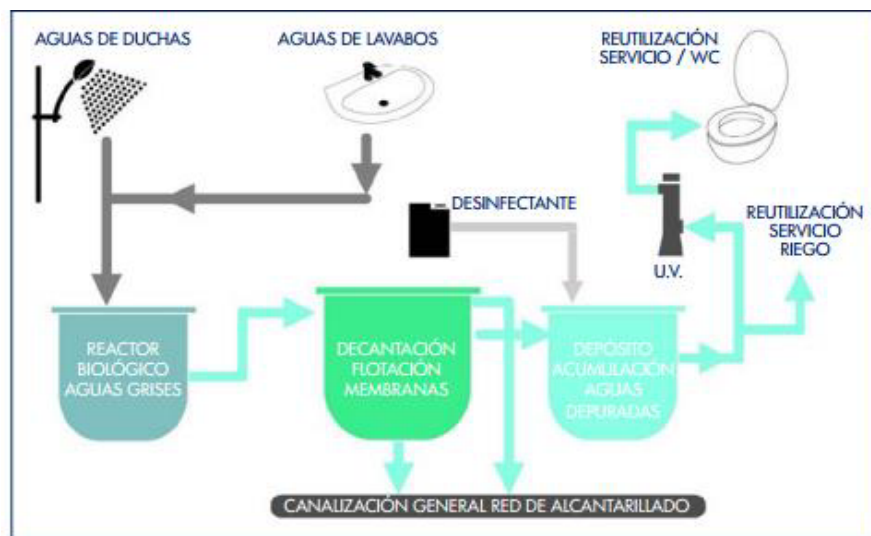 AGUAS DE DUCHAS
AGUAS DE LAVABOS
REUTILIZACIÓN
SERVICIO / WC
DESINFECTANTE
U.V.
REUTILIZACIÓN
SERVICIO
RIEGO
REACTOR
BIOLÓGICO
AGUAS GRISES
DECANTACIÓN
FLOTACIÓN
MEMBRANAS
DEPÓSITO
ACUMULACIÓN
AGUAS
DEPURADAS
CANALIZACIÓN GENERAL RED DE ALCANTARILLADO